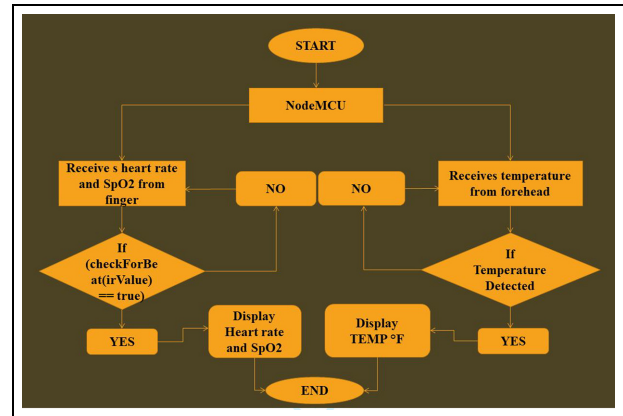 START
NodeMCU
Receive s heart rate
and SpO2 from
finger
NO
NO
Receives temperature
from forehead
If
(checkForBe
at(irValue)
== true)
If
Temperature
Detected
YES
Display
Heart rate
and SpO2
Display
TEMP °F
YES
END